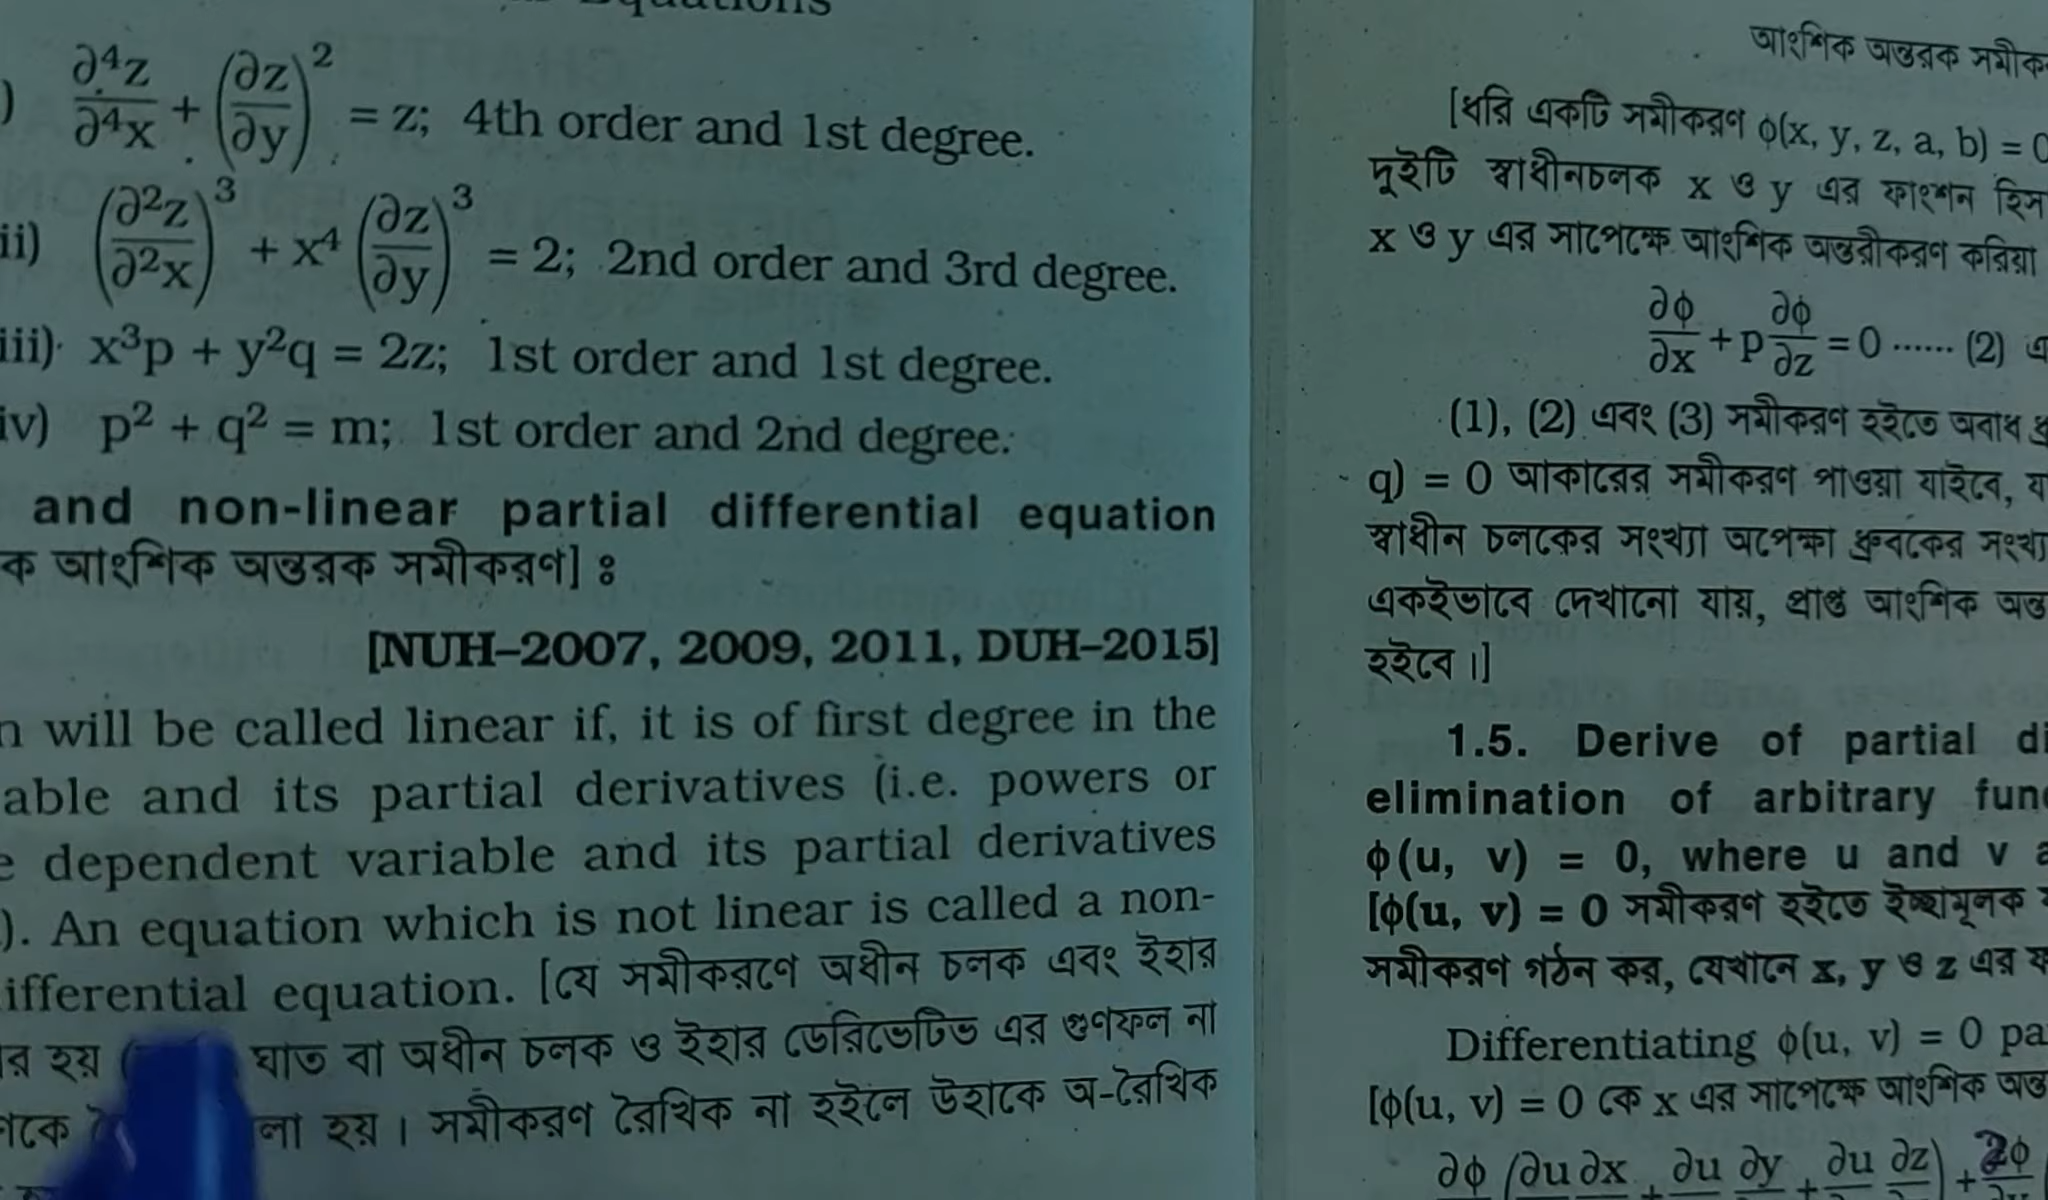 ) ∂⁴z/∂⁴x + (∂z/∂y)² = z; 4th order and 1st degree.
ii) (∂²z/∂²x)³ + x⁴ (∂z/∂y)³ = 2; 2nd order and 3rd degree.
iii) x³p + y²q = 2z; 1st order and 1st degree.
iv) p² + q² = m; 1st order and 2nd degree.
and non-linear partial differential equation
ক আংশিক অন্তরক সমীকরণ] ঃ
[NUH–2007, 2009, 2011, DUH–2015]
n will be called linear if, it is of first degree in the
able and its partial derivatives (i.e. powers or
e dependent variable and its partial derivatives
). An equation which is not linear is called a non-
ifferential equation. [যে সমীকরণে অধীন চলক এবং ইহার
ার হয় ( ঘাত বা অধীন চলক ও ইহার ডেরিভেটিভ এর গুণফল না
ণকে লা হয়। সমীকরণ রৈখিক না হইলে উহাকে অ-রৈখিক
আংশিক অন্তরক সমীক
[ধরি একটি সমীকরণ ϕ(x, y, z, a, b) = 0
দুইটি স্বাধীনচলক x ও y এর ফাংশন হিস
x ও y এর সাপেক্ষে আংশিক অন্তরীকরণ করিয়া
∂ϕ/∂x + p ∂ϕ/∂z = 0 ...... (2) এ
(1), (2) এবং (3) সমীকরণ হইতে অবাধ ধ্রু
q) = 0 আকারের সমীকরণ পাওয়া যাইবে, য
স্বাধীন চলকের সংখ্যা অপেক্ষা ধ্রুবকের সংখ্যা
একইভাবে দেখানো যায়, প্রাপ্ত আংশিক অন্ত
হইবে।]
1.5. Derive of partial di
elimination of arbitrary fun
ϕ(u, v) = 0, where u and v a
[ϕ(u, v) = 0 সমীকরণ হইতে ইচ্ছামূলক
সমীকরণ গঠন কর, যেখানে x, y ও z এর ফ
Differentiating ϕ(u, v) = 0 pa
[ϕ(u, v) = 0 কে x এর সাপেক্ষে আংশিক অন্ত
∂ϕ (∂u ∂x + ∂u ∂y + ∂u ∂z) + ∂ϕ